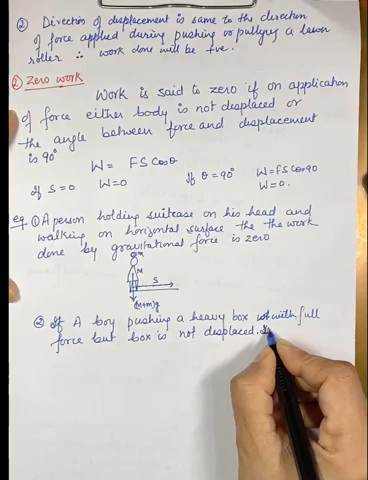 ② Direction of displacement is same to the direction
of force applied during pushing or pullyng a lawn
roller ∴ work done will be +ve.
② Zero work
Work is said to zero if on application
of force either body is not displaced or
the angle between force and displacement
is 90°
W = FS Cosθ
If S=0 W=0 If θ=90° W=FS Cos90
W=0.
eg ① A person holding suitcase on his head and
walking on horizontal surface the the work
done by gravitational force is zero
m
M
S
(M+m)g
② If A boy pushing a heavy box with full
force but box is not displaced.